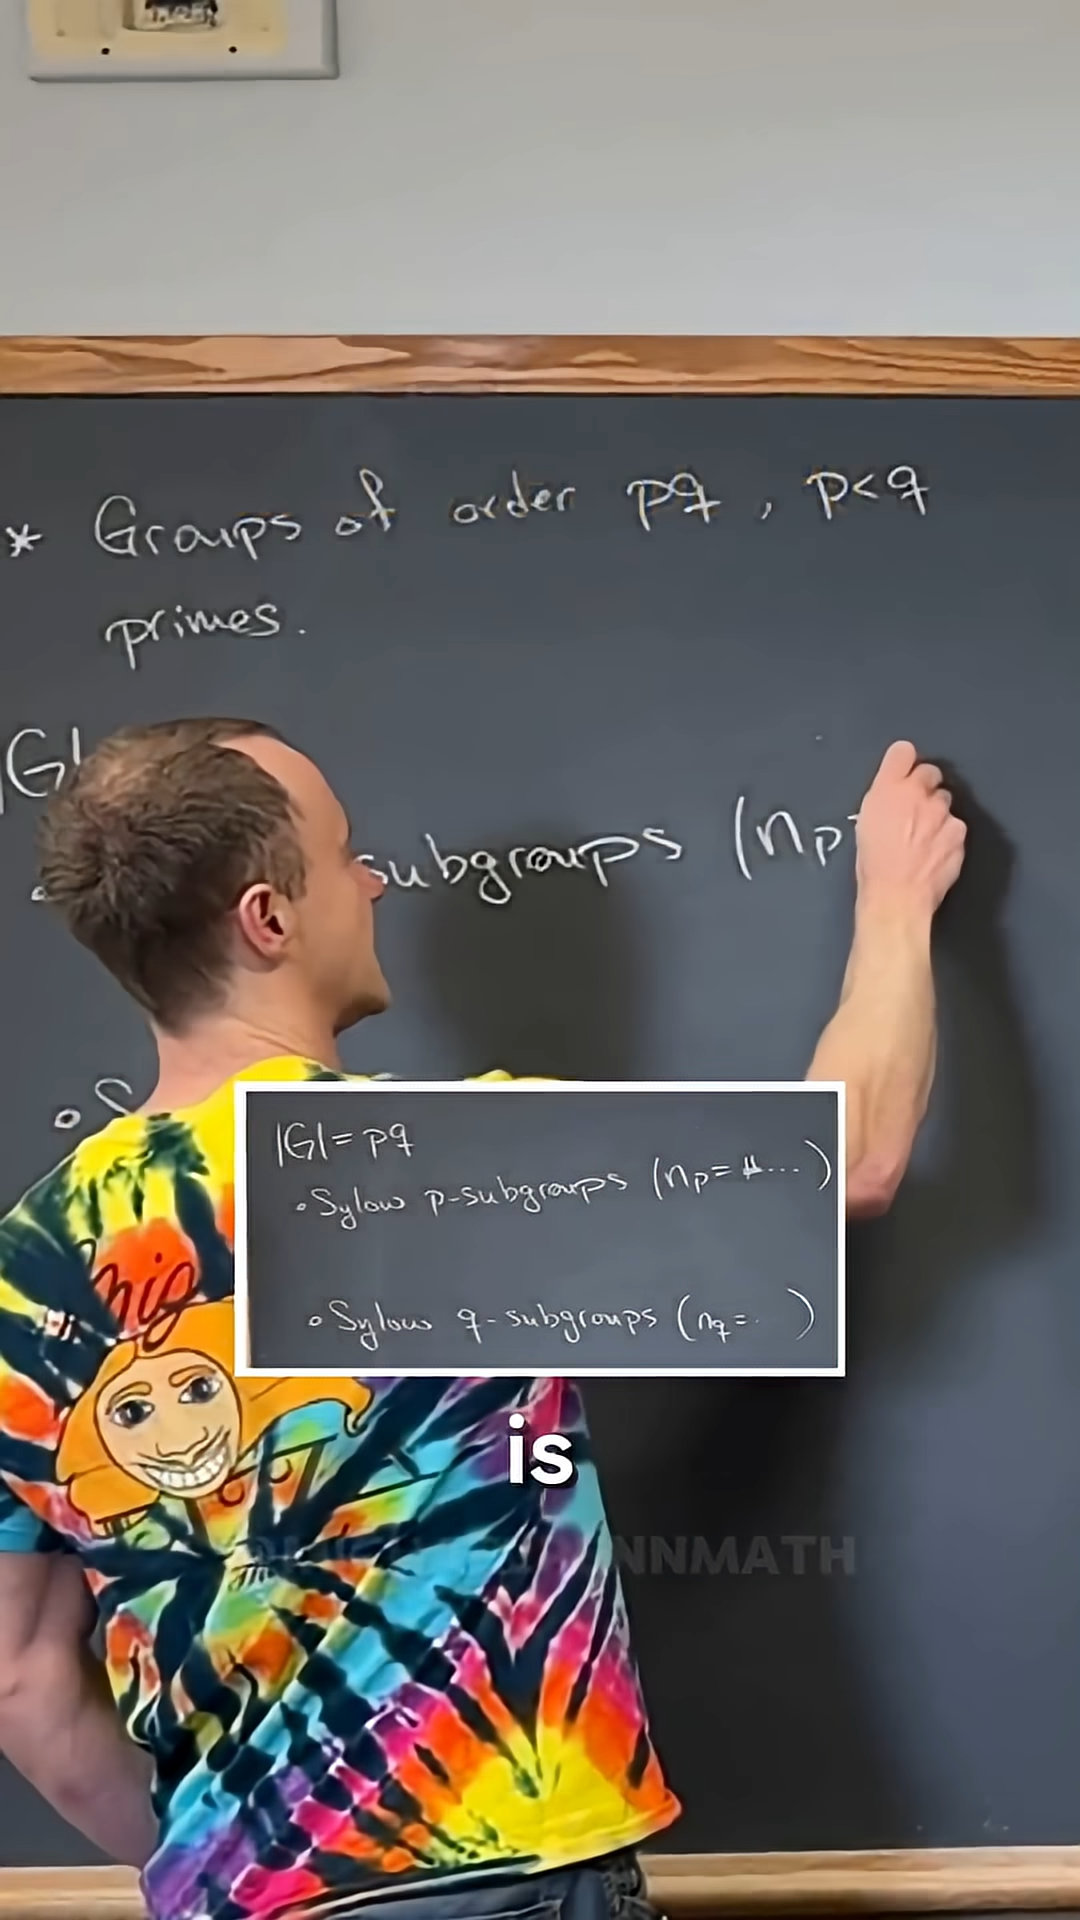 * Groups of order pq, p<q
primes.
|G|
subgroups (np=
|G| = pq
• Sylow p-subgroups (np= #...)
• Sylow q-subgroups (nq=. )
is
NNMATH